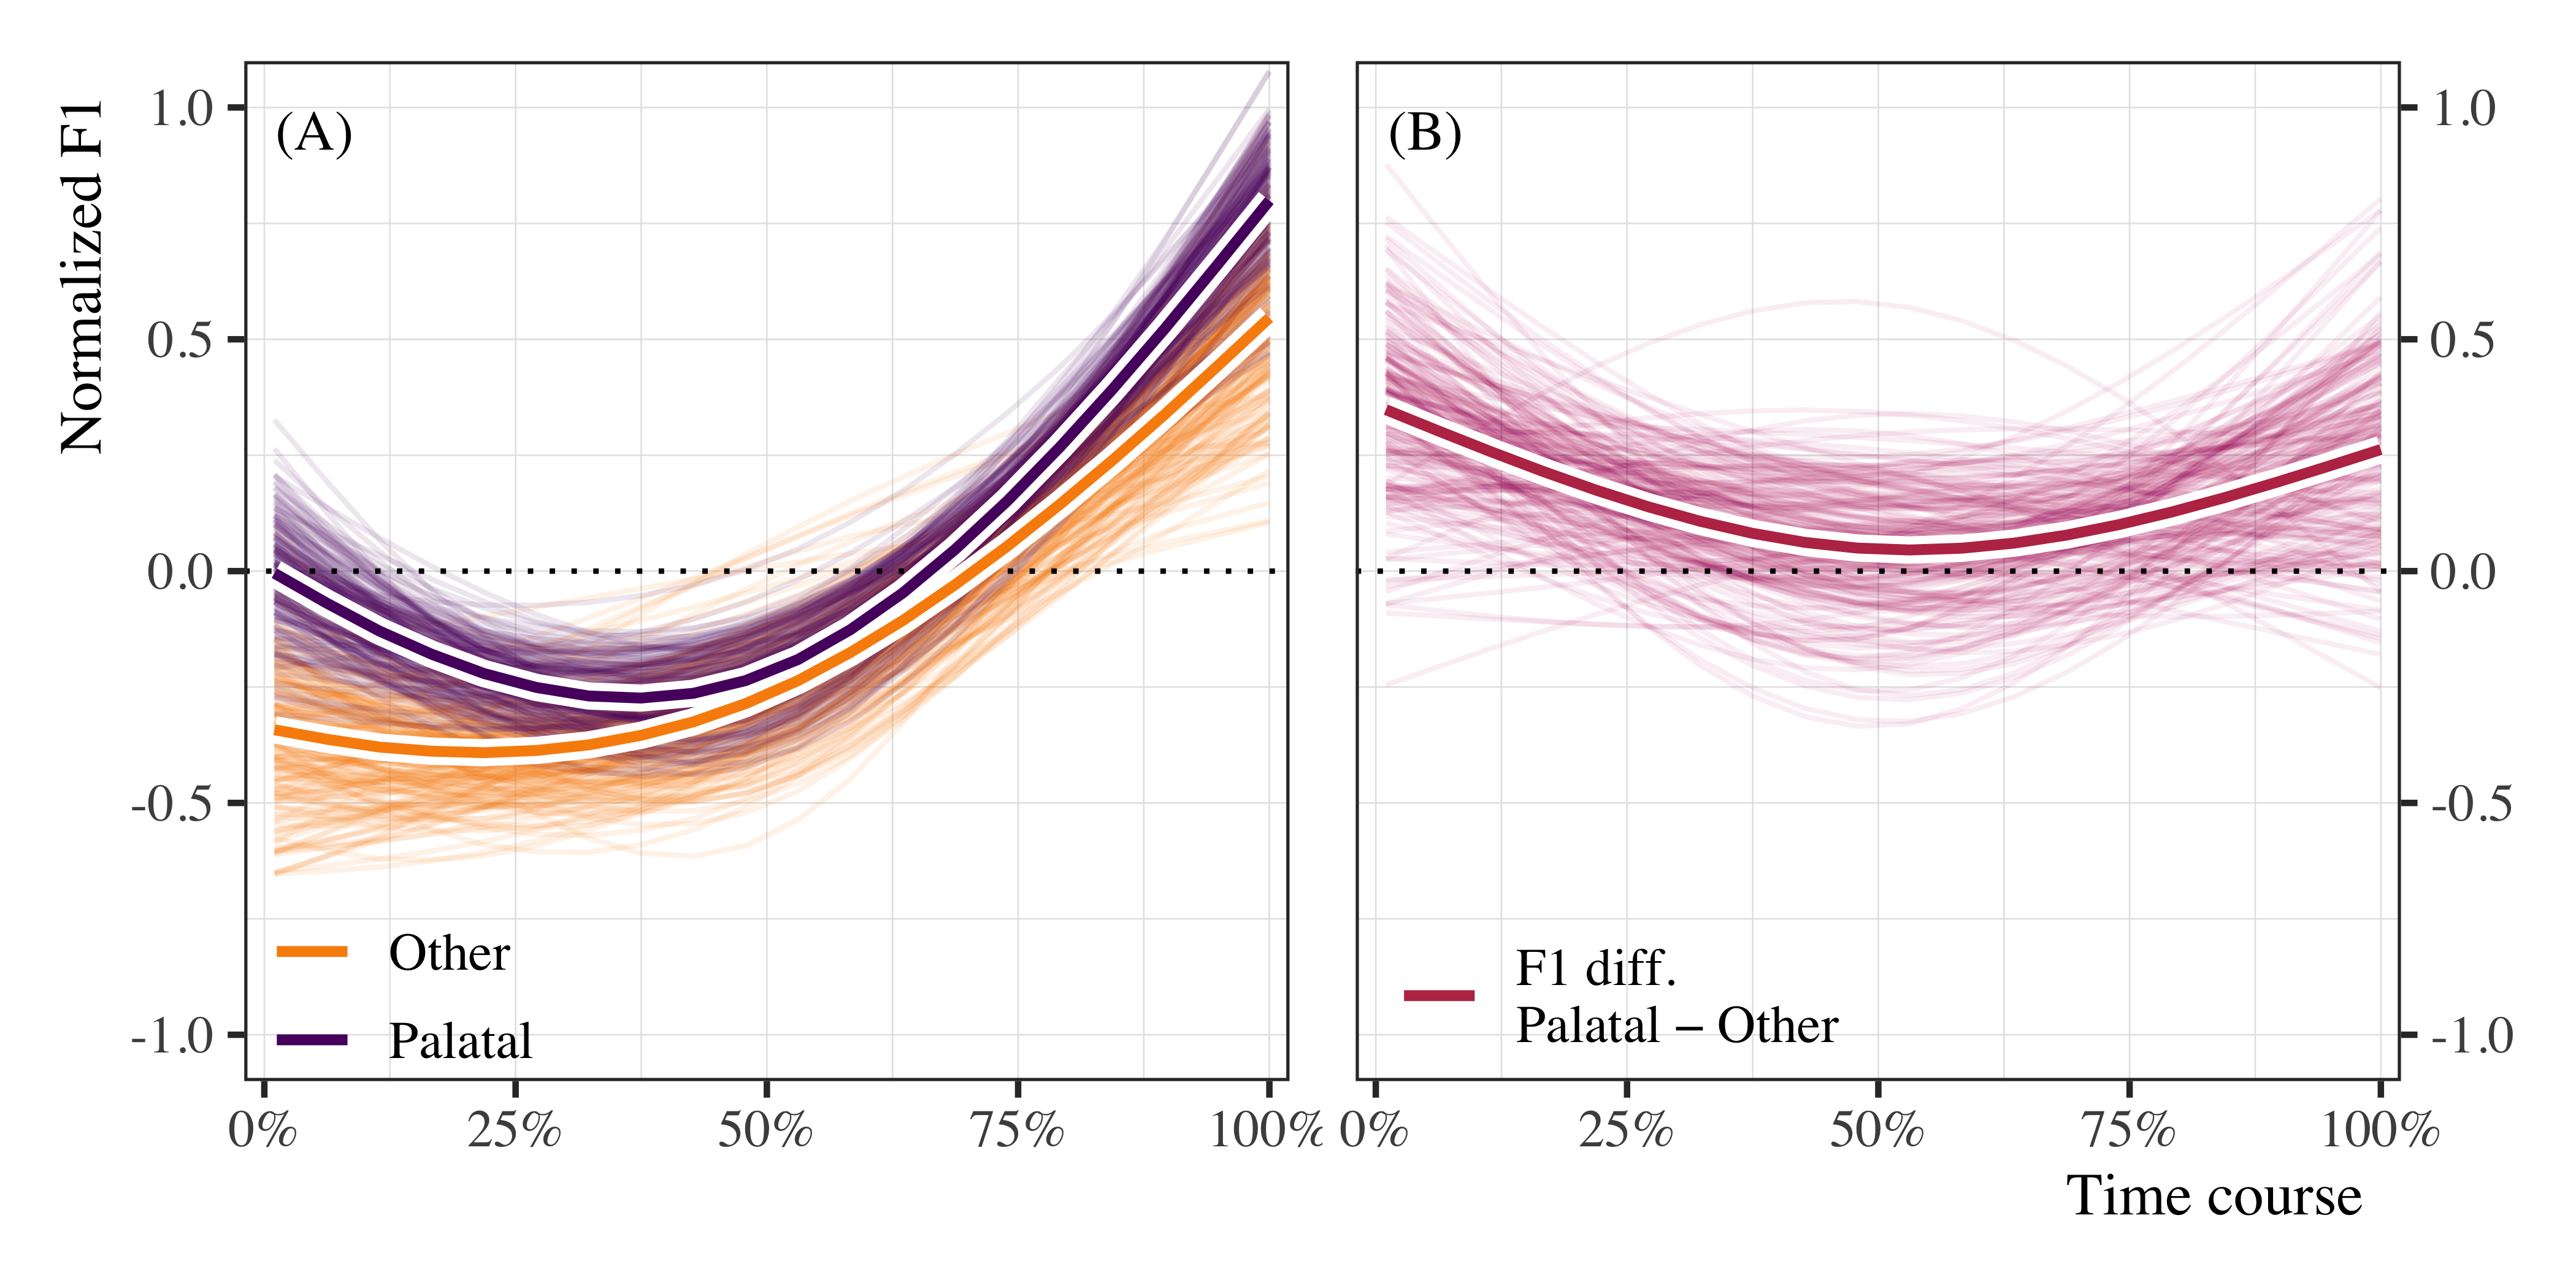 Normalized F1
1.0
0.5
0.0
-0.5
-1.0
(A)
Other
Palatal
0%
25%
50%
75%
100%
(B)
F1 diff.
Palatal – Other
0%
25%
50%
75%
100%
1.0
0.5
0.0
-0.5
-1.0
Time course